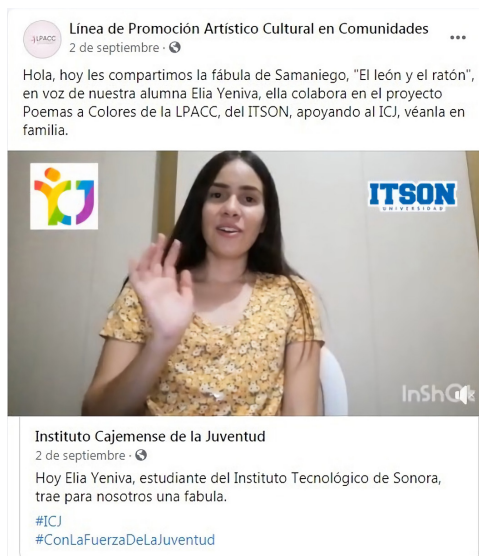 LPACC
Línea de Promoción Artístico Cultural en Comunidades
2 de septiembre ·
Hola, hoy les compartimos la fábula de Samaniego, "El león y el ratón",
en voz de nuestra alumna Elia Yeniva, ella colabora en el proyecto
Poemas a Colores de la LPACC, del ITSON, apoyando al ICJ, véanla en
familia.
ICJ
ITSON
UNIVERSIDAD
Instituto Cajemense de la Juventud
2 de septiembre ·
Hoy Elia Yeniva, estudiante del Instituto Tecnológico de Sonora,
trae para nosotros una fabula.
#ICJ
#ConLaFuerzaDeLaJuventud